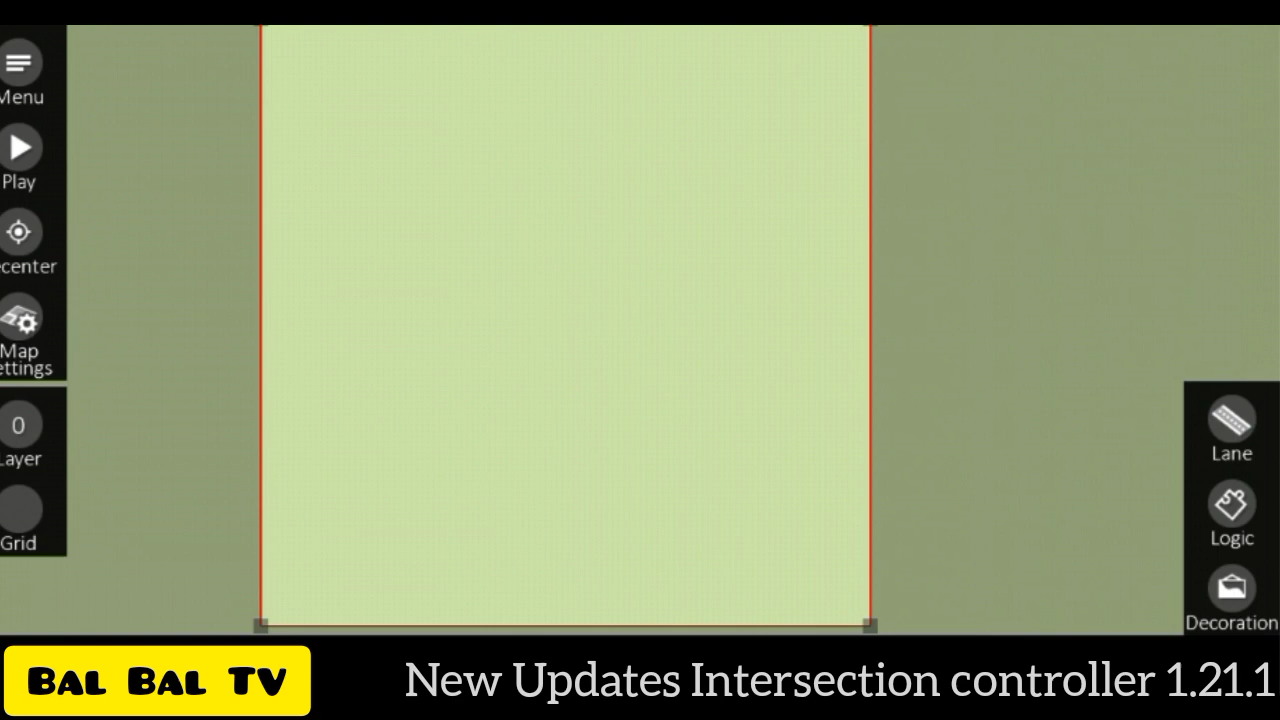 Menu
Play
ecenter
Map
ettings
0
Layer
Grid
Lane
Logic
Decoration
BAL BAL TV
New Updates Intersection controller 1.21.1